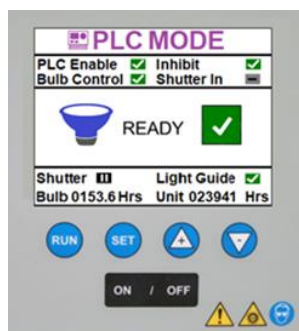 PLC MODE
PLC Enable Inhibit
Bulb Control Shutter In
READY
Shutter Light Guide
Bulb 0153.6 Hrs Unit 023941 Hrs
RUN SET + -
ON / OFF